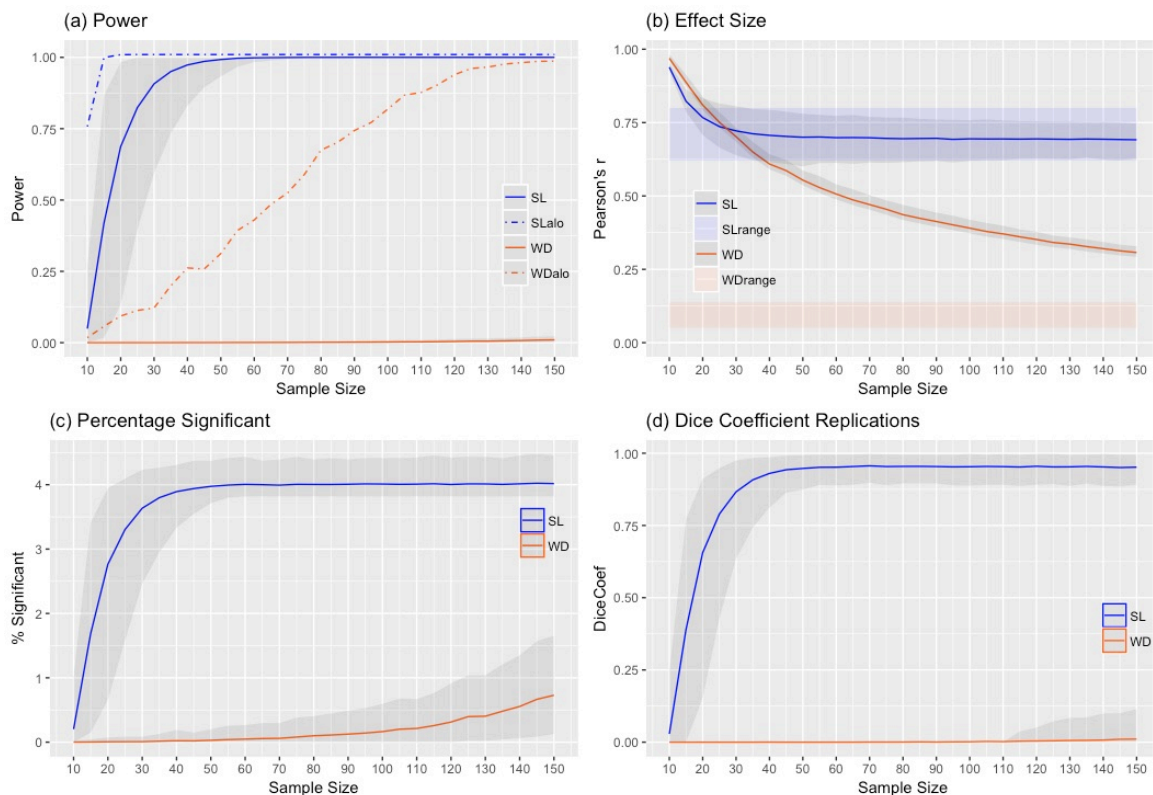 (a) Power
1.00
0.75
0.50
0.25
0.00
Power
SL
SLalo
WD
WDalo
10 20 30 40 50 60 70 80 90 100 110 120 130 140 150
Sample Size
(b) Effect Size
1.00
0.75
0.50
0.25
0.00
Pearson's r
SL
SLrange
WD
WDrange
10 20 30 40 50 60 70 80 90 100 110 120 130 140 150
Sample Size
(c) Percentage Significant
4
3
2
1
0
% Significant
SL
WD
10 20 30 40 50 60 70 80 90 100 110 120 130 140 150
Sample Size
(d) Dice Coefficient Replications
1.00
0.75
0.50
0.25
0.00
DiceCoef
SL
WD
10 20 30 40 50 60 70 80 90 100 110 120 130 140 150
Sample Size